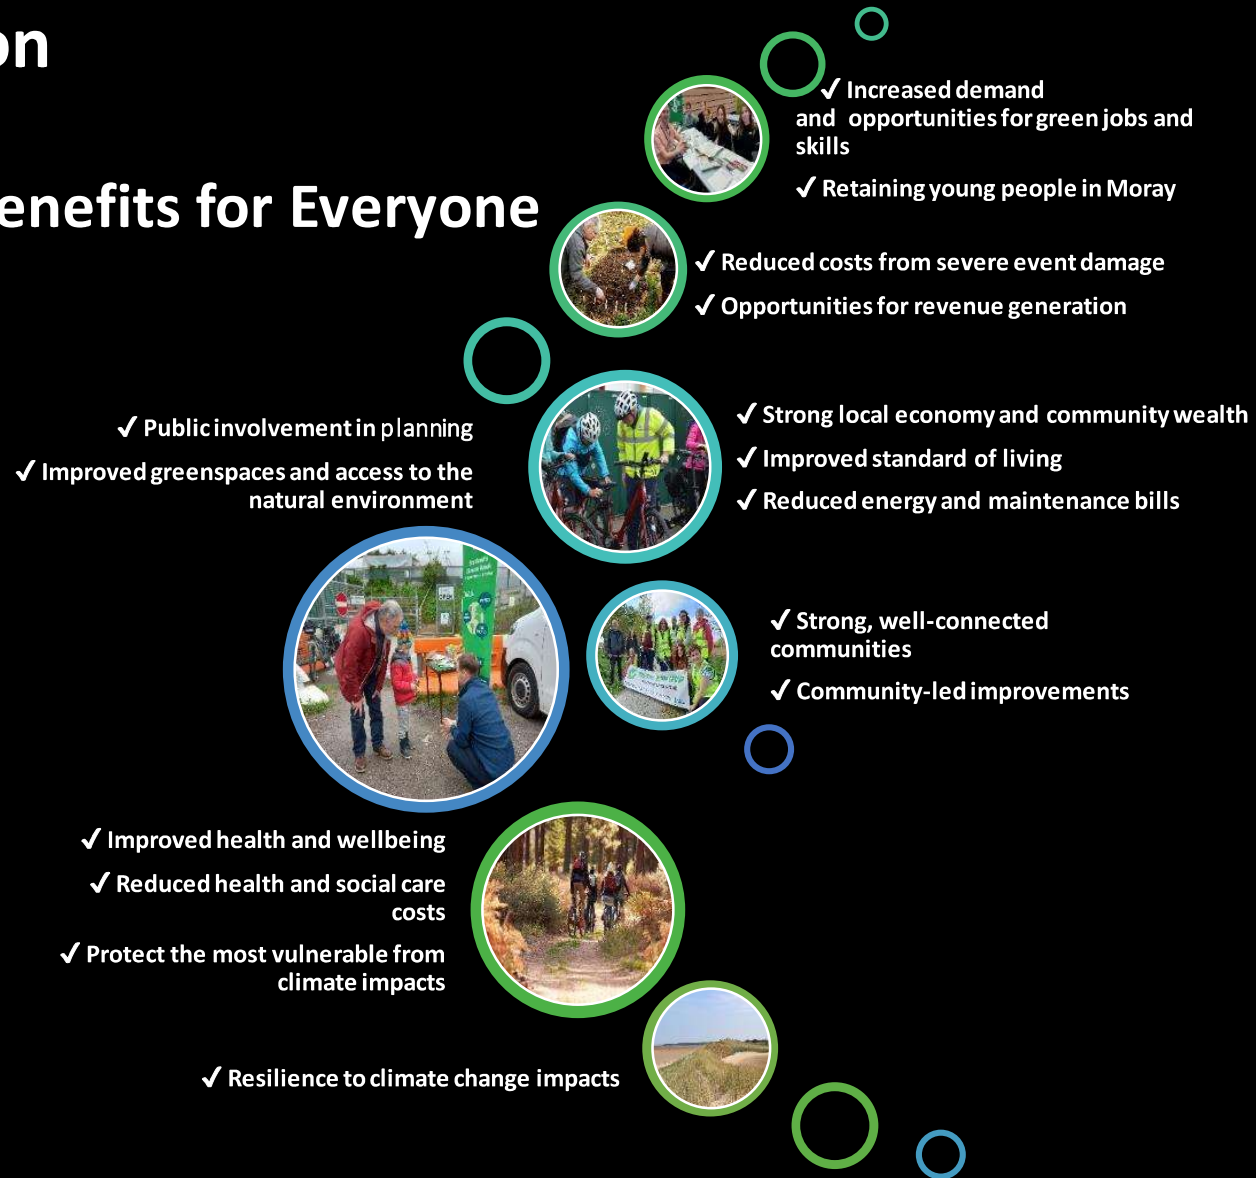 on
enefits for Everyone
✓ Increased demand
and opportunities for green jobs and
skills
✓ Retaining young people in Moray
✓ Reduced costs from severe event damage
✓ Opportunities for revenue generation
✓ Public involvement in planning
✓ Improved greenspaces and access to the
natural environment
✓ Strong local economy and community wealth
✓ Improved standard of living
✓ Reduced energy and maintenance bills
✓ Strong, well-connected
communities
✓ Community-led improvements
✓ Improved health and wellbeing
✓ Reduced health and social care
costs
✓ Protect the most vulnerable from
climate impacts
✓ Resilience to climate change impacts